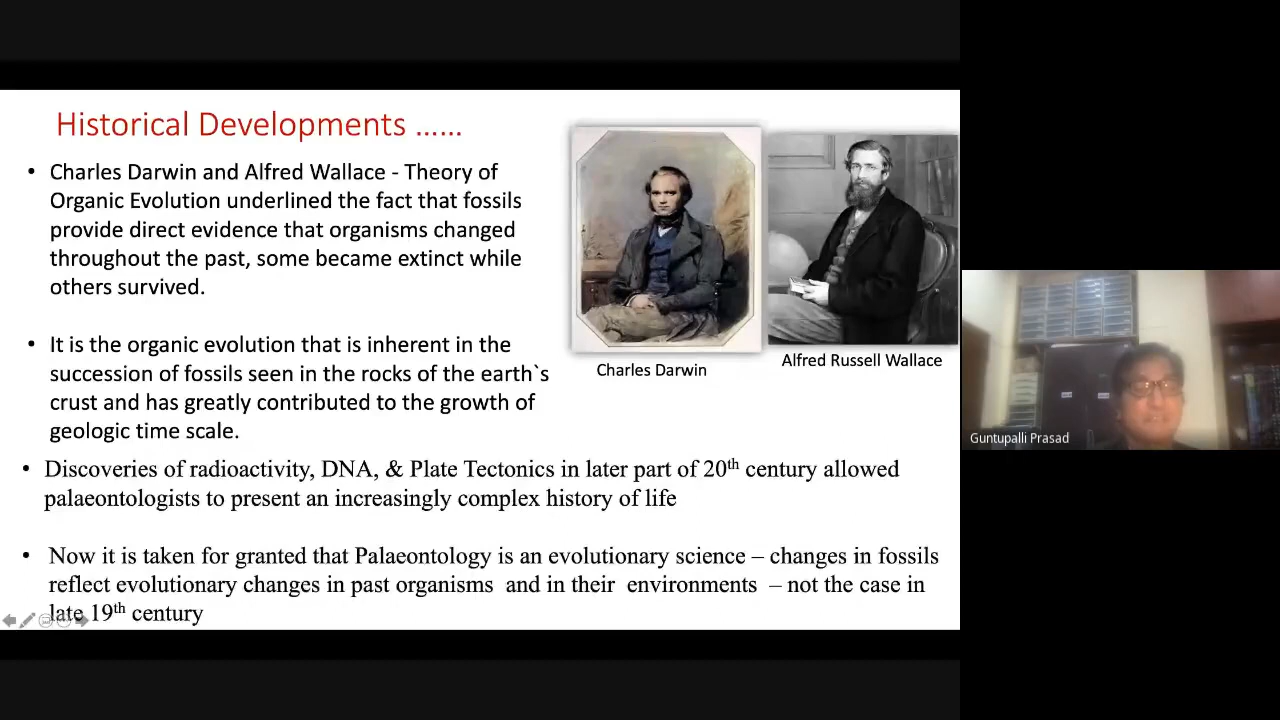 Historical Developments ......
• Charles Darwin and Alfred Wallace - Theory of
Organic Evolution underlined the fact that fossils
provide direct evidence that organisms changed
throughout the past, some became extinct while
others survived.
• It is the organic evolution that is inherent in the
succession of fossils seen in the rocks of the earth`s
crust and has greatly contributed to the growth of
geologic time scale.
• Discoveries of radioactivity, DNA, & Plate Tectonics in later part of 20th century allowed
palaeontologists to present an increasingly complex history of life
• Now it is taken for granted that Palaeontology is an evolutionary science – changes in fossils
reflect evolutionary changes in past organisms and in their environments – not the case in
late 19th century
Charles Darwin
Alfred Russell Wallace
Guntupalli Prasad